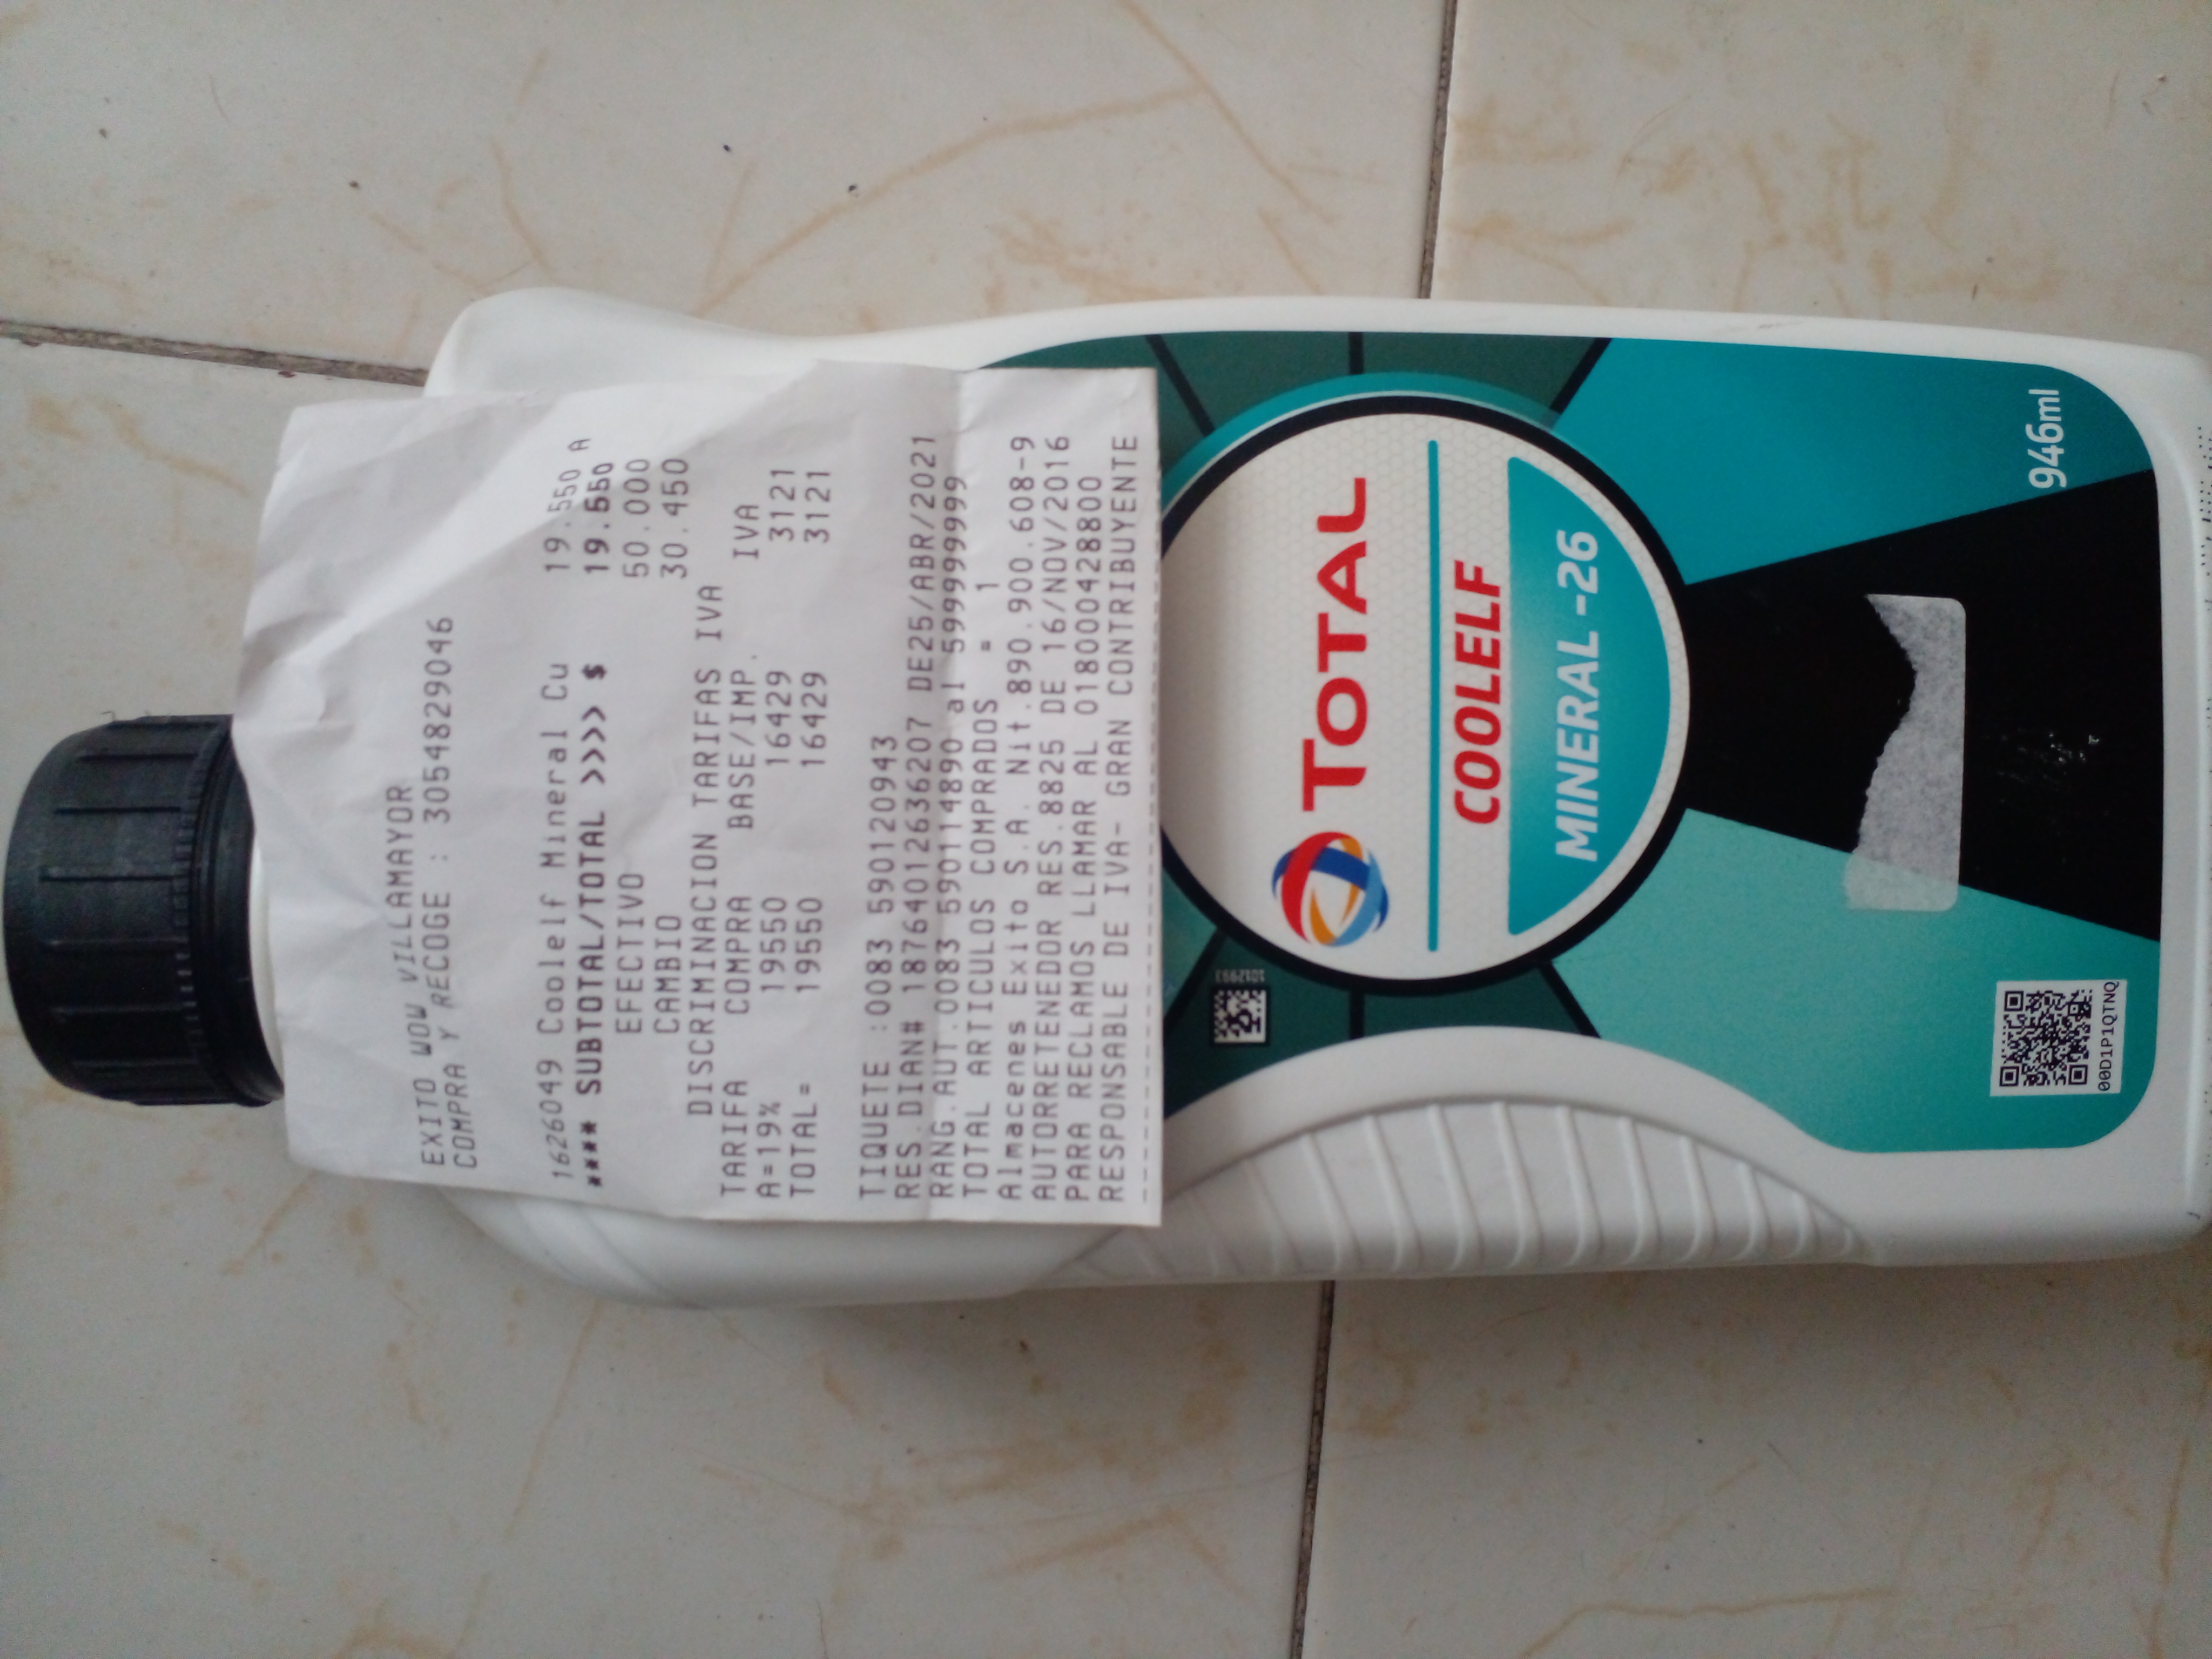 EXITO WOW VILLAMAYOR
COMPRA Y RECOGE : 3054829046
1626049 Coolelf Mineral Cu 19.550 A
**** SUBTOTAL/TOTAL >>>> $ 19.550
EFECTIVO 50.000
CAMBIO 30.450
DISCRIMINACION TARIFAS IVA
TARIFA COMPRA BASE/IMP. IVA
A=19% 19550 16429 3121
TOTAL= 19550 16429 3121
TIQUETE :0083 590120943
RES.DIAN# 18764012636207 DE25/ABR/2021
RANG.AUT.0083 590114890 al 599999999
TOTAL ARTICULOS COMPRADOS = 1
Almacenes Exito S.A. Nit.890.900.608-9
AUTORRETENEDOR RES.8825 DE 16/NOV/2016
PARA RECLAMOS LLAMAR AL 018000428800
RESPONSABLE DE IVA- GRAN CONTRIBUYENTE
TOTAL
COOLELF
MINERAL -26
946ml
1012993
00D1P1QTNQ